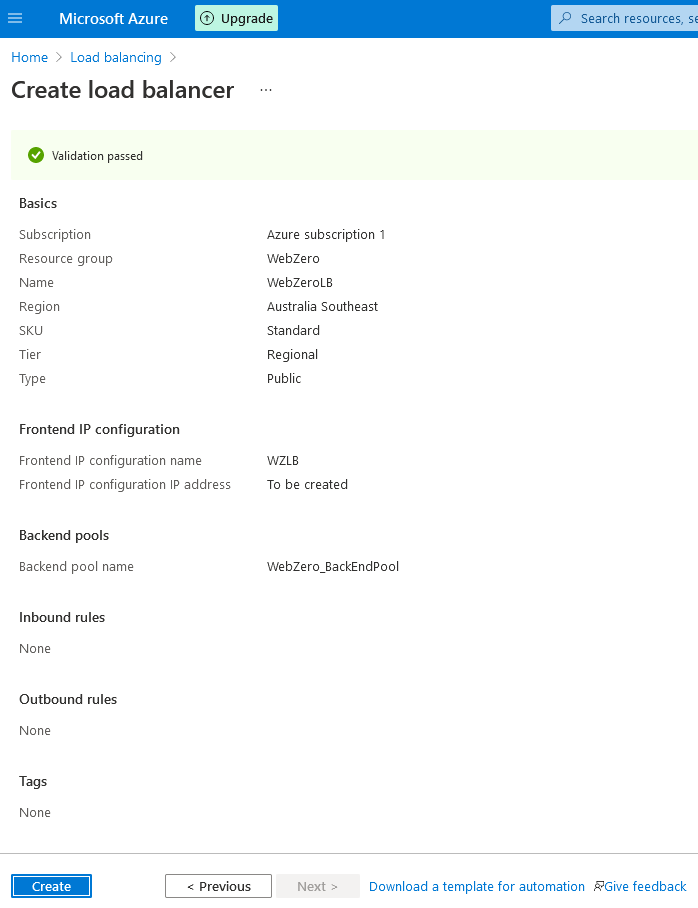 Microsoft Azure Upgrade Search resources, se
Home > Load balancing >
Create load balancer ...
Validation passed
Basics
Subscription Azure subscription 1
Resource group WebZero
Name WebZeroLB
Region Australia Southeast
SKU Standard
Tier Regional
Type Public
Frontend IP configuration
Frontend IP configuration name WZLB
Frontend IP configuration IP address To be created
Backend pools
Backend pool name WebZero_BackEndPool
Inbound rules
None
Outbound rules
None
Tags
None
Create < Previous Next > Download a template for automation Give feedback